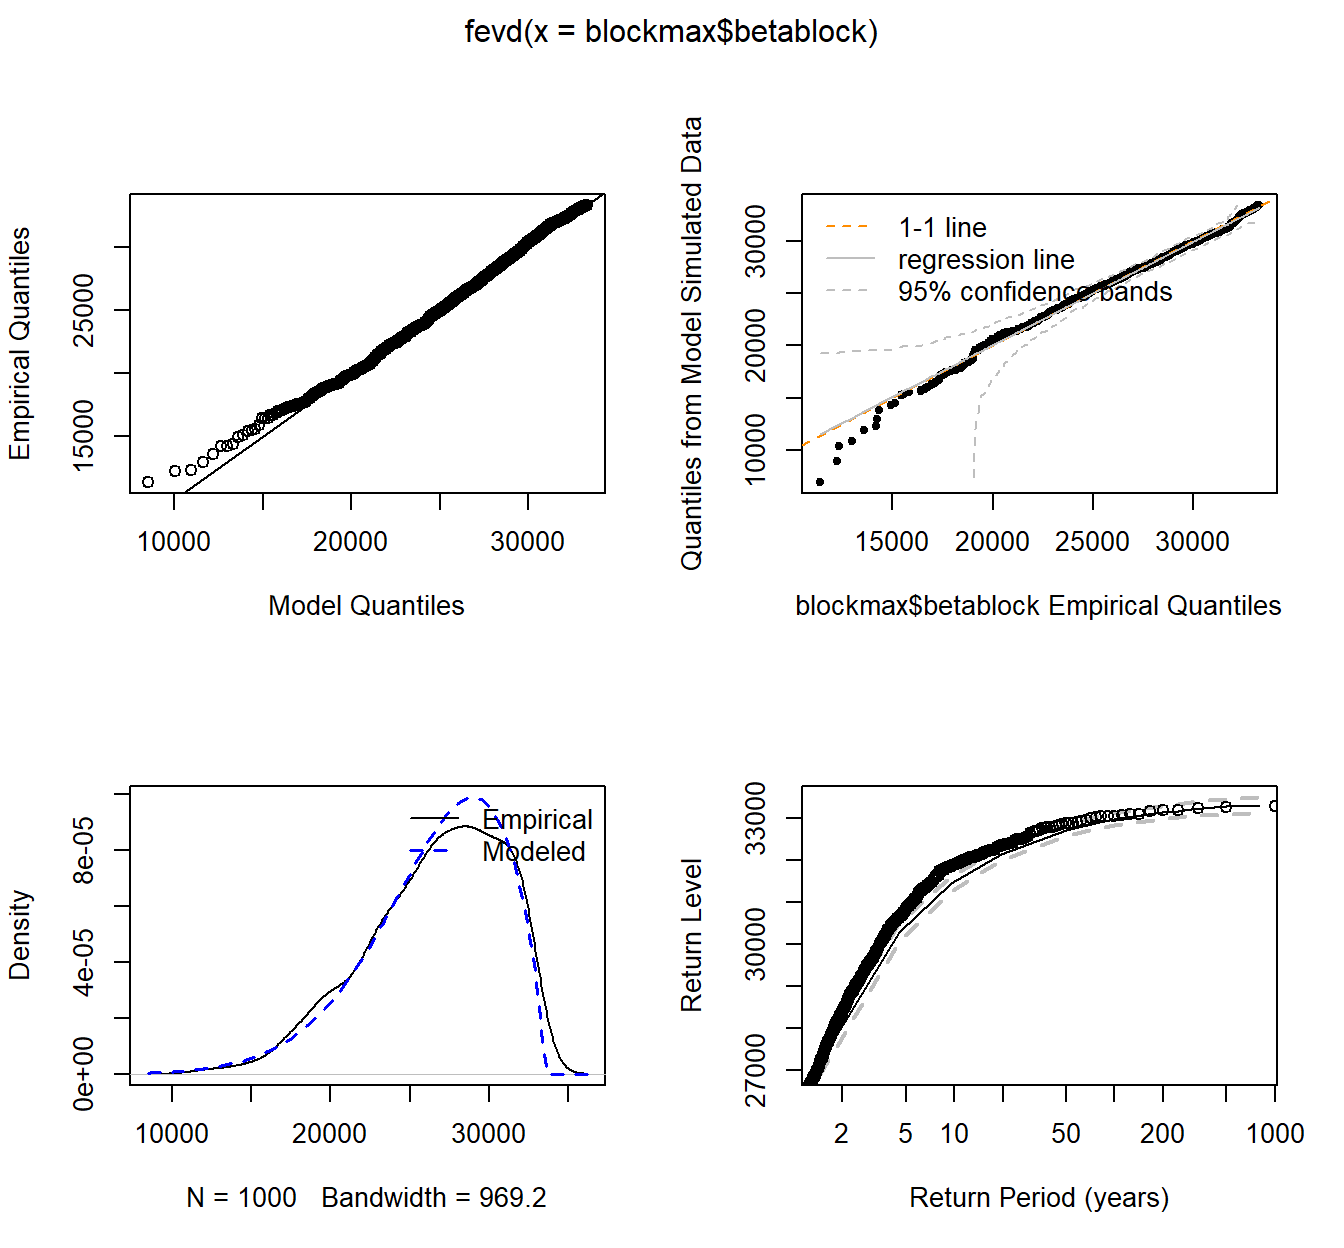 fevd(x = blockmax$betablock)
Empirical Quantiles
15000 25000
10000 20000 30000
Model Quantiles
Quantiles from Model Simulated Data
10000 20000 30000
1-1 line
regression line
95% confidence bands
15000 20000 25000 30000
blockmax$betablock Empirical Quantiles
Density
0e+00 4e-05 8e-05
Empirical
Modeled
10000 20000 30000
N = 1000 Bandwidth = 969.2
Return Level
27000 30000 33000
2 5 10 50 200 1000
Return Period (years)